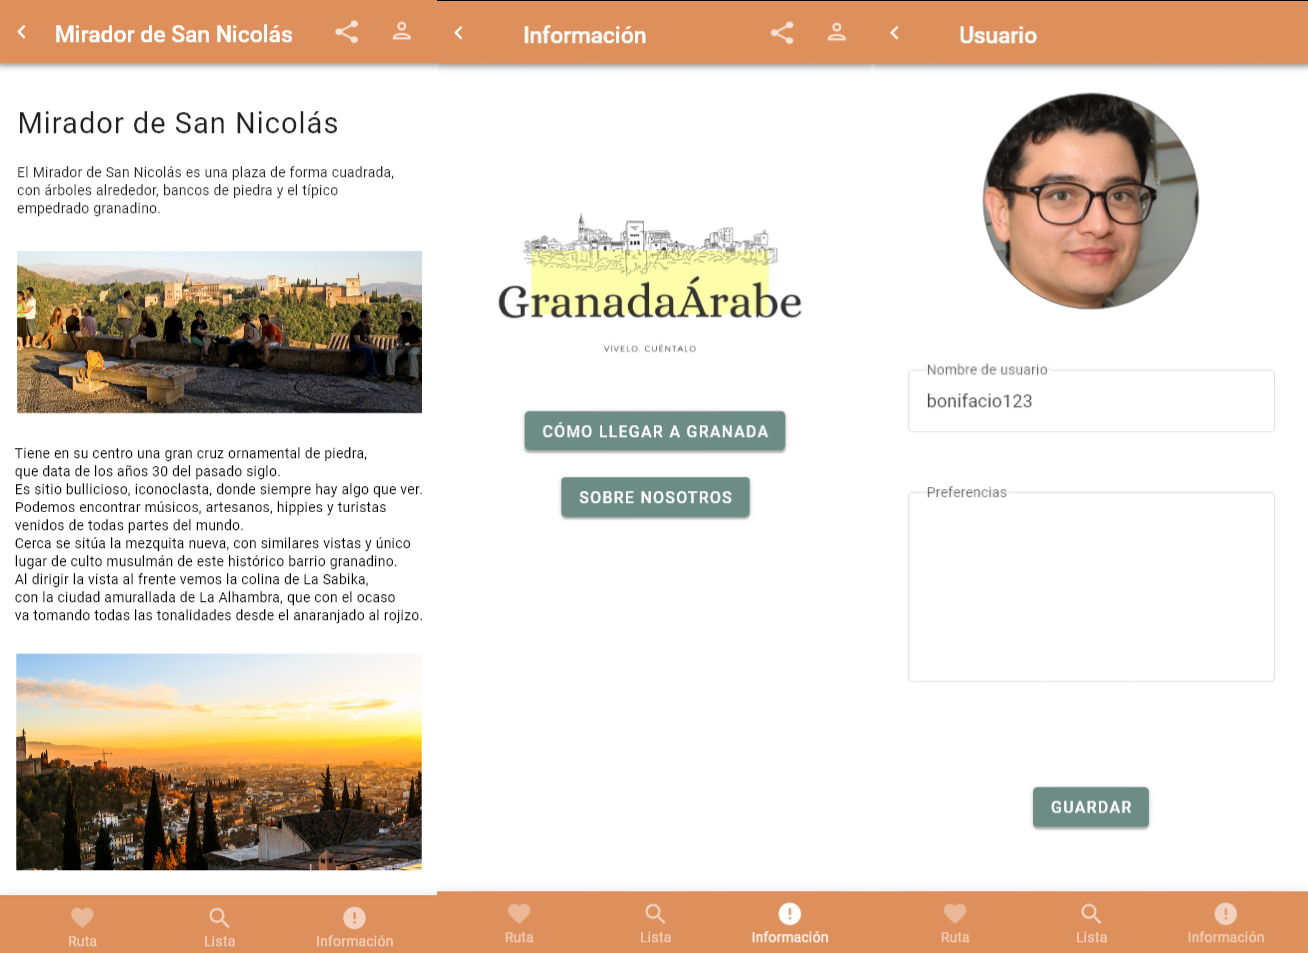 Mirador de San Nicolás
Mirador de San Nicolás
El Mirador de San Nicolás es una plaza de forma cuadrada,
con árboles alrededor, bancos de piedra y el típico
empedrado granadino.
Tiene en su centro una gran cruz ornamental de piedra,
que data de los años 30 del pasado siglo.
Es sitio bullicioso, iconoclasta, donde siempre hay algo que ver.
Podemos encontrar músicos, artesanos, hippies y turistas
venidos de todas partes del mundo.
Cerca se sitúa la mezquita nueva, con similares vistas y único
lugar de culto musulmán de este histórico barrio granadino.
Al dirigir la vista al frente vemos la colina de La Sabika,
con la ciudad amurallada de La Alhambra, que con el ocaso
va tomando todas las tonalidades desde el anaranjado al rojizo.
Ruta
Lista
Información
Información
GranadaÁrabe
VÍVELO, CUÉNTALO
CÓMO LLEGAR A GRANADA
SOBRE NOSOTROS
Ruta
Lista
Información
Usuario
Nombre de usuario
bonifacio123
Preferencias
GUARDAR
Ruta
Lista
Información